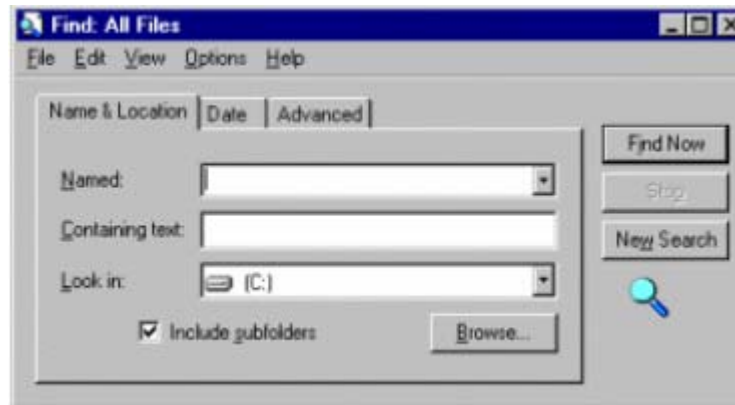 Find: All Files
File Edit View Options Help
Name & Location Date Advanced
Named:
Containing text:
Look in: (C:)
Include subfolders
Browse...
Find Now
Stop
New Search